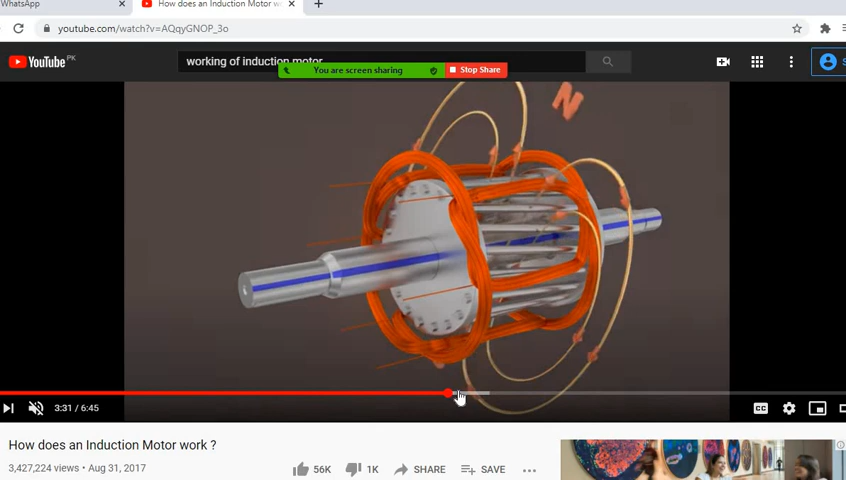 WhatsApp
How does an Induction Motor w
youtube.com/watch?v=AQqyGNOP_3o
YouTube PK
working of induction motor
You are screen sharing
Stop Share
N
3:31 / 6:45
CC
How does an Induction Motor work ?
3,427,224 views • Aug 31, 2017
56K
1K
SHARE
SAVE